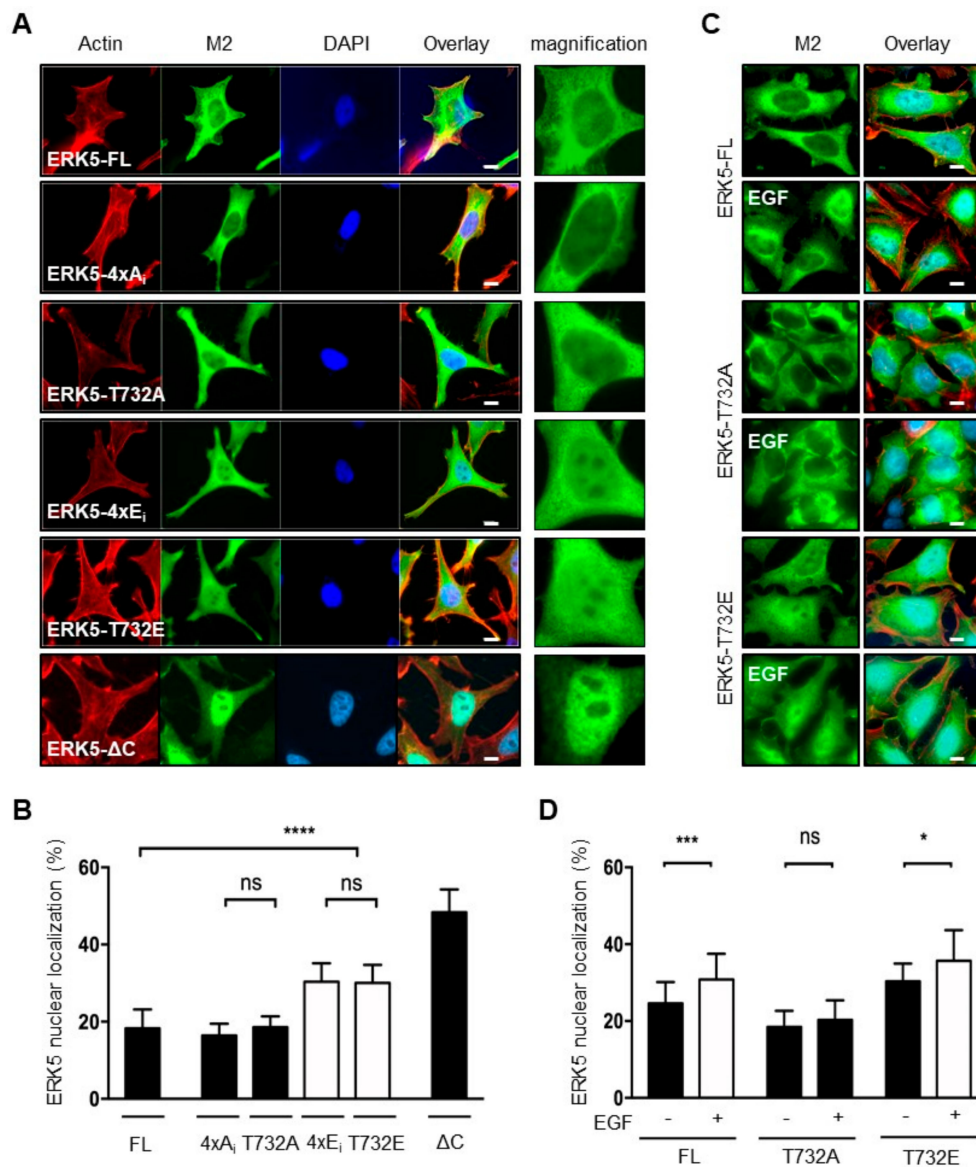 A
Actin M2 DAPI Overlay magnification
ERK5-FL
ERK5-4xAi
ERK5-T732A
ERK5-4xEi
ERK5-T732E
ERK5-ΔC
C
M2 Overlay
ERK5-FL
EGF
ERK5-T732A
EGF
ERK5-T732E
EGF
B
ERK5 nuclear localization (%)
60
40
20
0
****
ns ns
FL 4xAi T732A 4xEi T732E ΔC
D
ERK5 nuclear localization (%)
60
40
20
0
*** ns *
EGF - + - + - +
FL T732A T732E